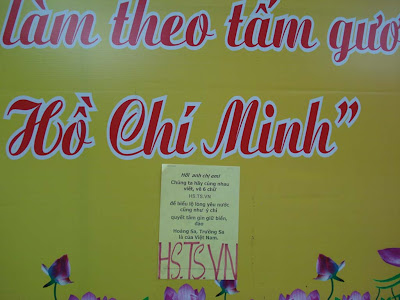 làm theo tấm gươ
Hồ Chí Minh"
Hỡi anh chị em!
Chúng ta hãy cùng nhau
viết, vẽ 6 chữ
HS.TS.VN
để biểu lộ lòng yêu nước
cũng như ý chí
quyết tâm gìn giữ biển,
đảo
Hoàng Sa, Trường Sa
là của Việt Nam.
HS.TS.VN